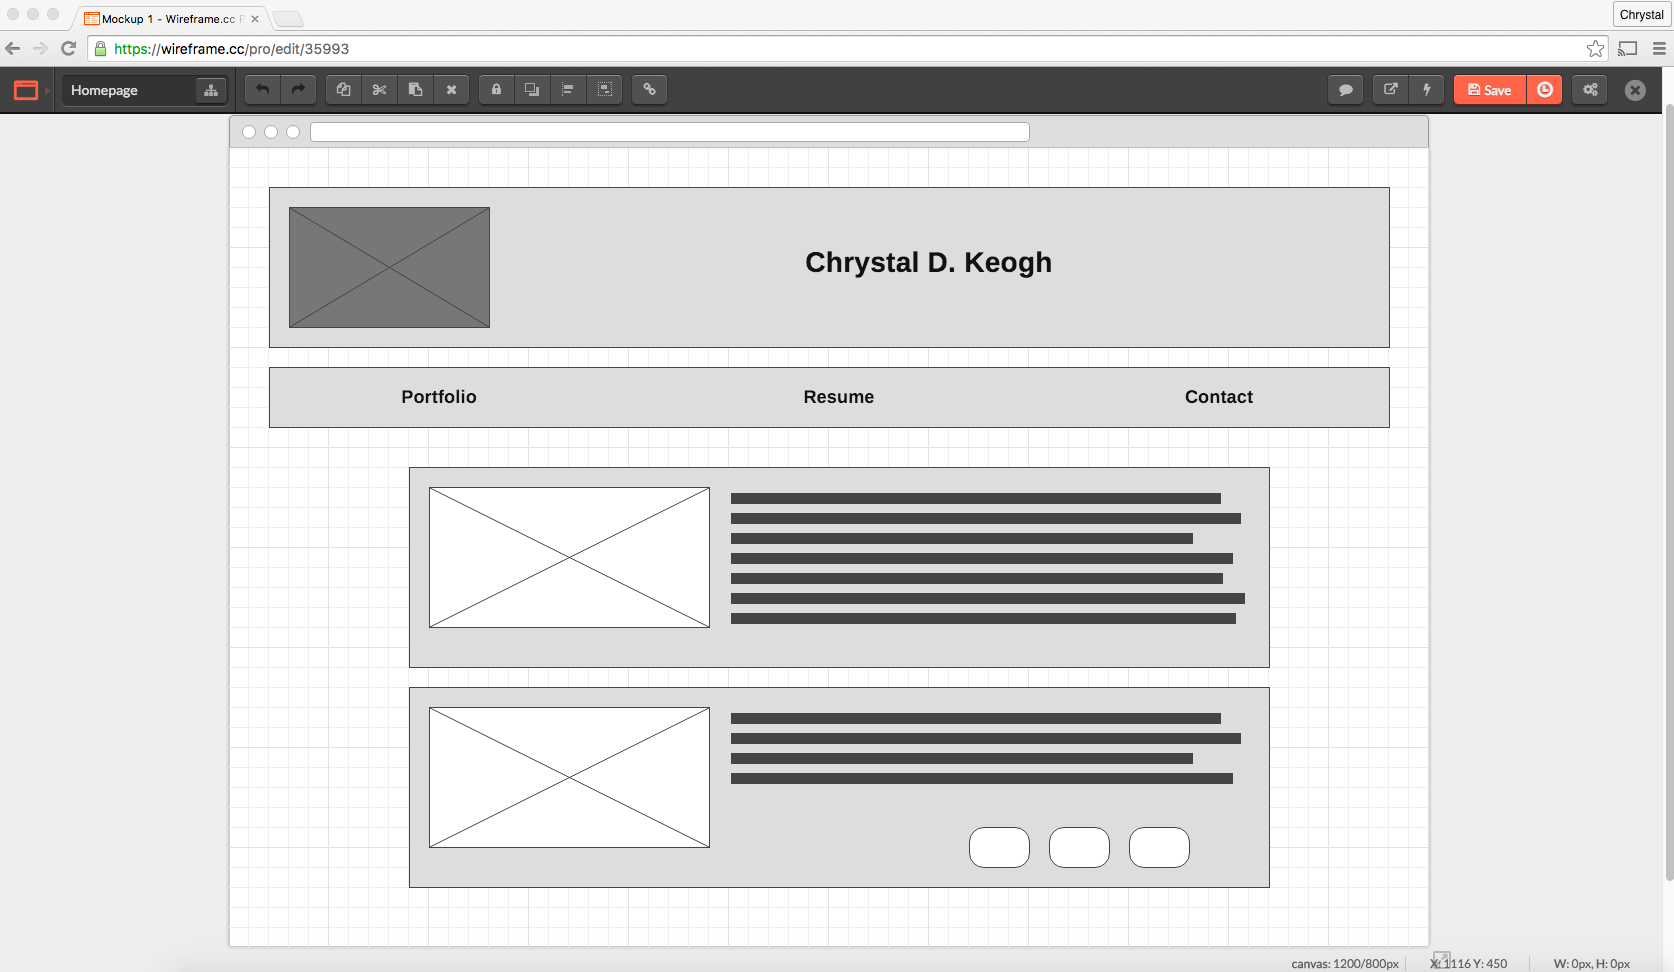 Mockup 1 - Wireframe.cc P
Chrystal
https://wireframe.cc/pro/edit/35993
Homepage
Save
Chrystal D. Keogh
Portfolio Resume Contact
canvas: 1200/800px X: 1116 Y: 450 W: 0px, H: 0px